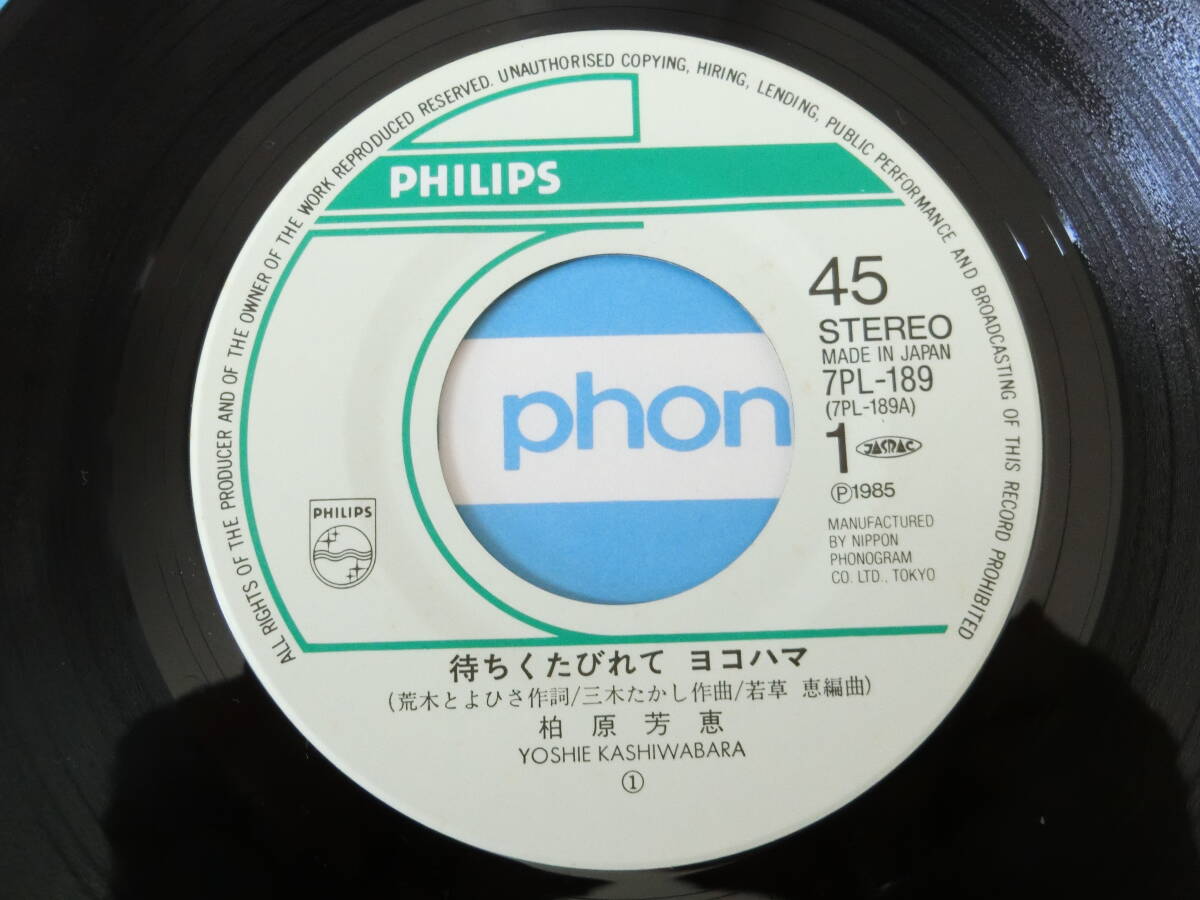 ALL RIGHTS OF THE PRODUCER AND OF THE OWNER OF THE WORK REPRODUCED RESERVED. UNAUTHORISED COPYING, HIRING, LENDING, PUBLIC PERFORMANCE AND BROADCASTING OF THIS RECORD PROHIBITED
PHILIPS
45
STEREO
MADE IN JAPAN
7PL-189
(7PL-189A)
1 JASRAC
Ⓟ1985
MANUFACTURED
BY NIPPON
PHONOGRAM
CO. LTD., TOKYO
phon
PHILIPS
待ちくたびれて ヨコハマ
(荒木とよひさ作詞/三木たかし作曲/若草 恵編曲)
柏原芳恵
YOSHIE KASHIWABARA
①